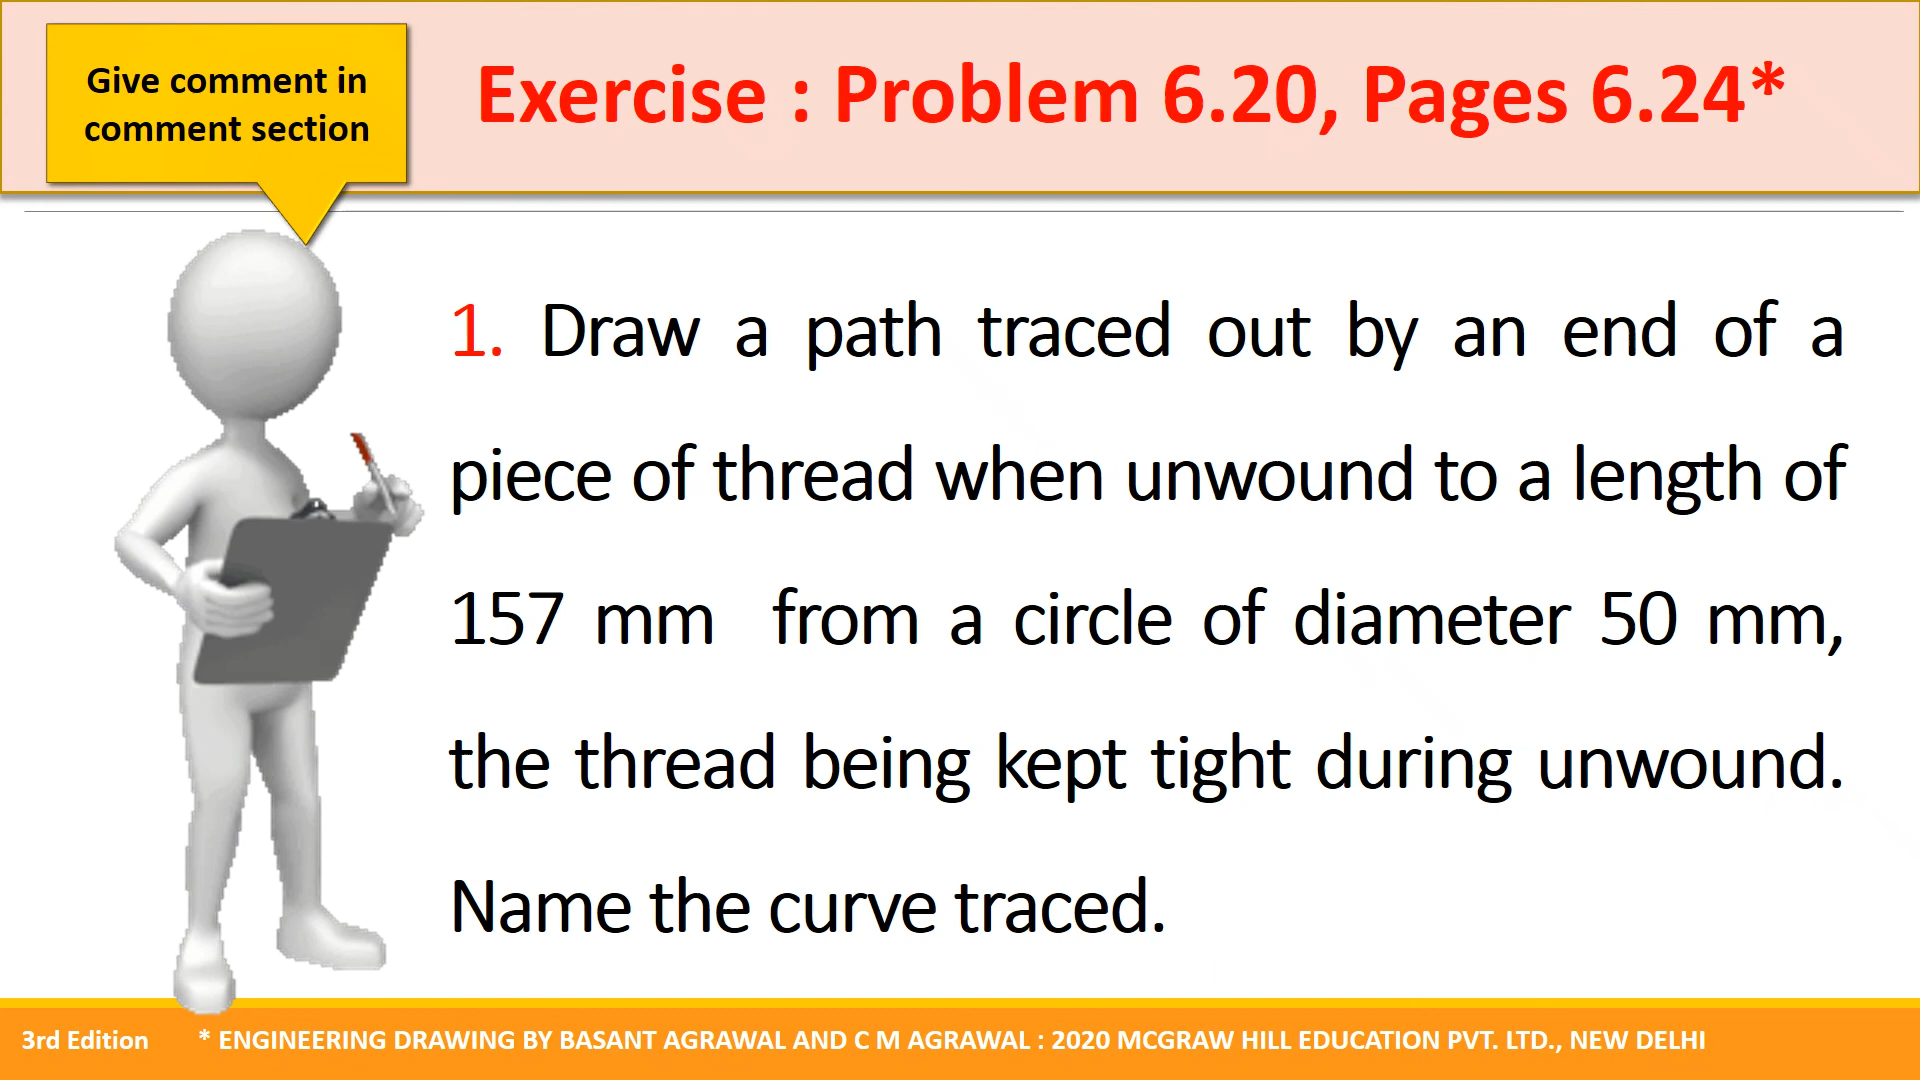 Give comment in
comment section
Exercise : Problem 6.20, Pages 6.24*
1. Draw a path traced out by an end of a
piece of thread when unwound to a length of
157 mm from a circle of diameter 50 mm,
the thread being kept tight during unwound.
Name the curve traced.
3rd Edition * ENGINEERING DRAWING BY BASANT AGRAWAL AND C M AGRAWAL : 2020 MCGRAW HILL EDUCATION PVT. LTD., NEW DELHI